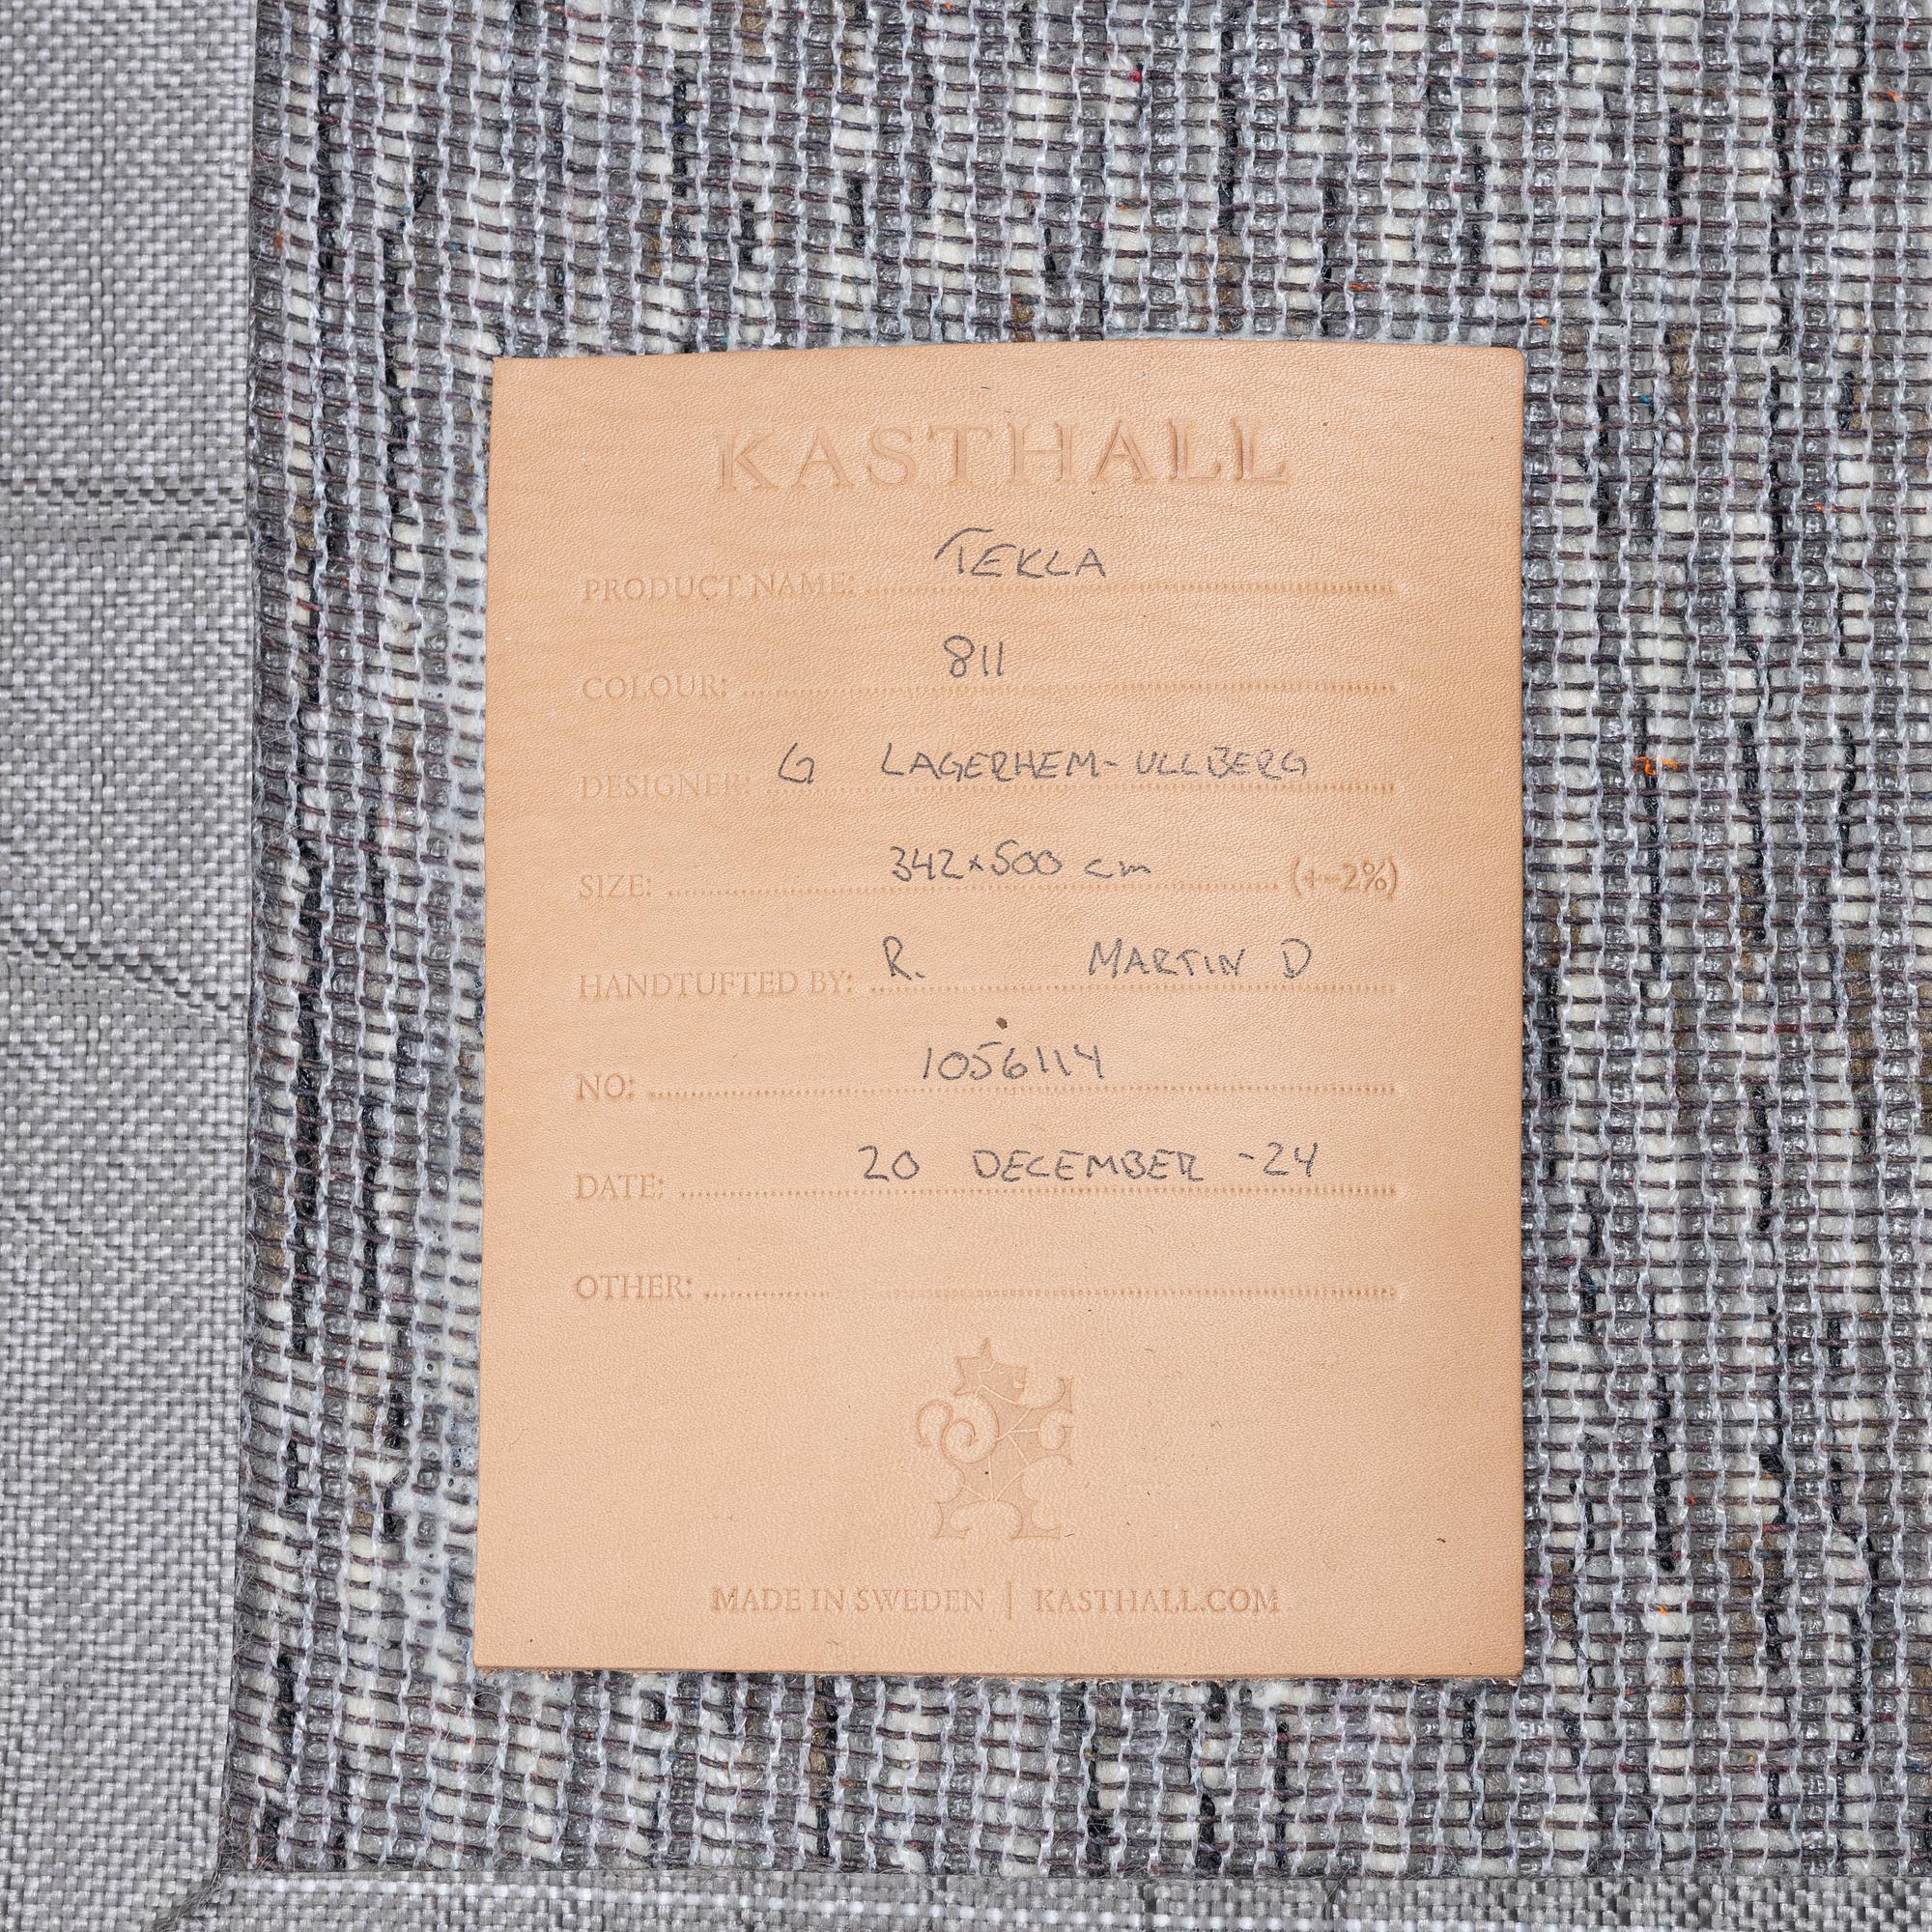 KASTHALL
PRODUCT NAME: TEKLA
COLOUR: 811
DESIGNER: G LAGERHEM-ULLBERG
SIZE: 342x500 cm (+-2%)
HANDTUFTED BY: R. MARTIN D
NO: 1056114
DATE: 20 DECEMBER -24
OTHER:
MADE IN SWEDEN | KASTHALL.COM